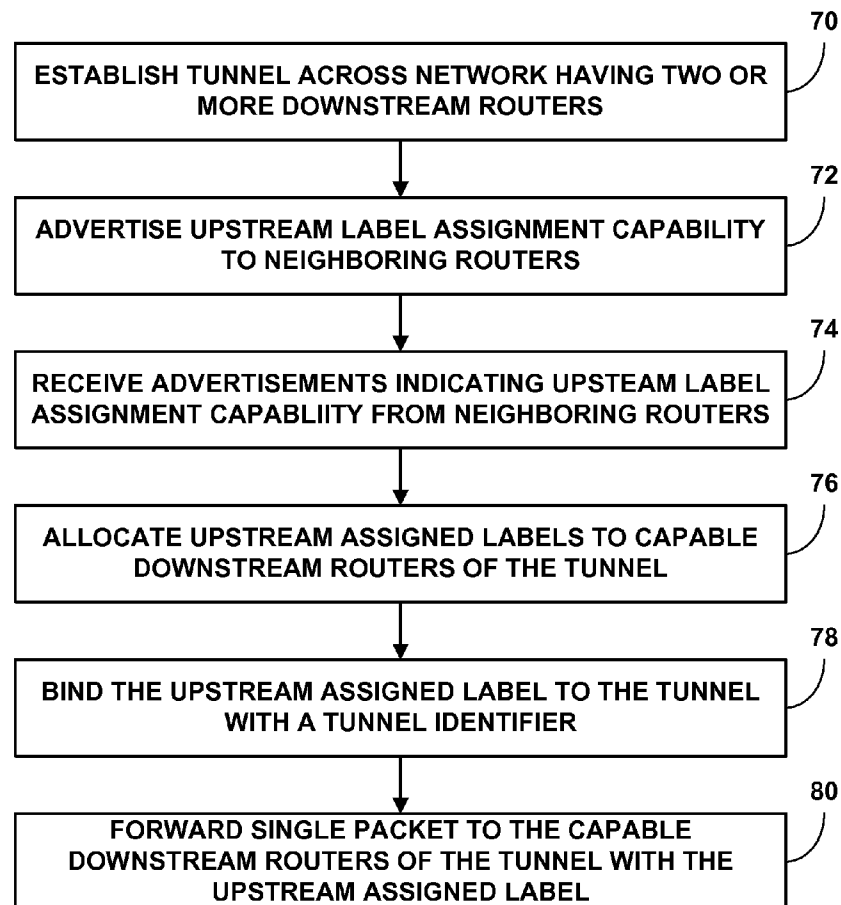 70
ESTABLISH TUNNEL ACROSS NETWORK HAVING TWO OR
MORE DOWNSTREAM ROUTERS
72
ADVERTISE UPSTREAM LABEL ASSIGNMENT CAPABILITY
TO NEIGHBORING ROUTERS
74
RECEIVE ADVERTISEMENTS INDICATING UPSTEAM LABEL
ASSIGNMENT CAPABLIITY FROM NEIGHBORING ROUTERS
76
ALLOCATE UPSTREAM ASSIGNED LABELS TO CAPABLE
DOWNSTREAM ROUTERS OF THE TUNNEL
78
BIND THE UPSTREAM ASSIGNED LABEL TO THE TUNNEL
WITH A TUNNEL IDENTIFIER
80
FORWARD SINGLE PACKET TO THE CAPABLE
DOWNSTREAM ROUTERS OF THE TUNNEL WITH THE
UPSTREAM ASSIGNED LABEL